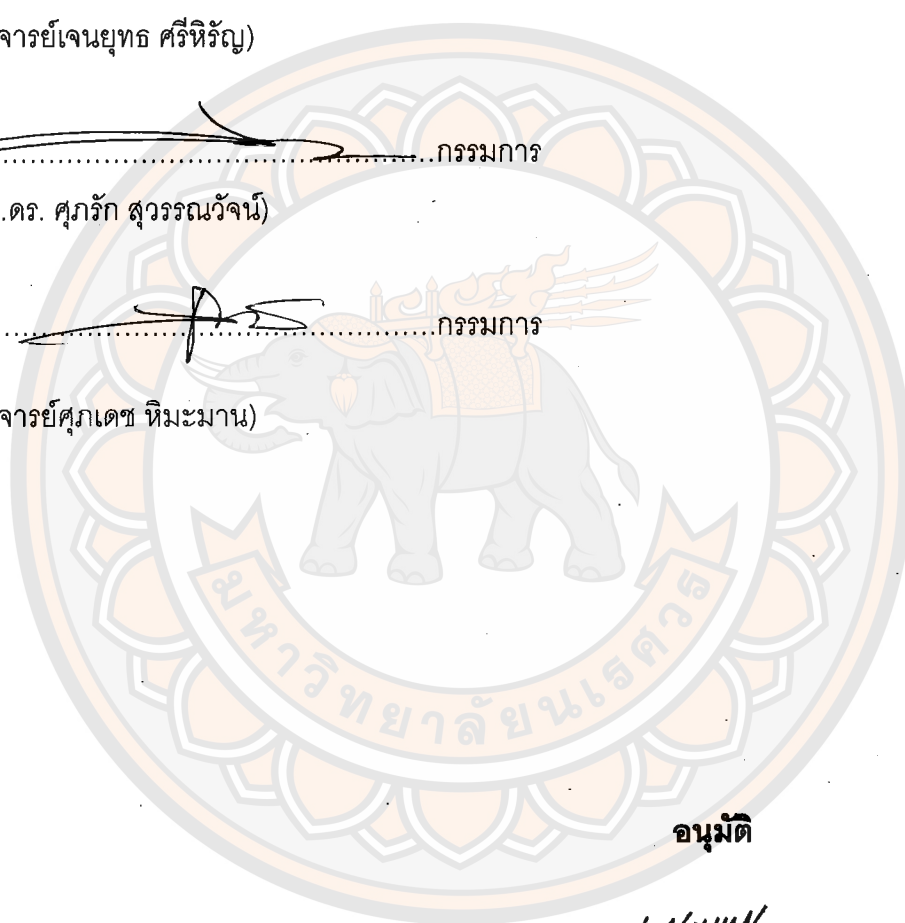 จารย์เจนยุทธ ศรีหิรัญ)
กรรมการ
.ดร. ศุภรัก สุวรรณวัจน์)
กรรมการ
จารย์ศุภเดช หิมะมาน)
มหาวิทยาลัยนเรศวร
อนุมัติ